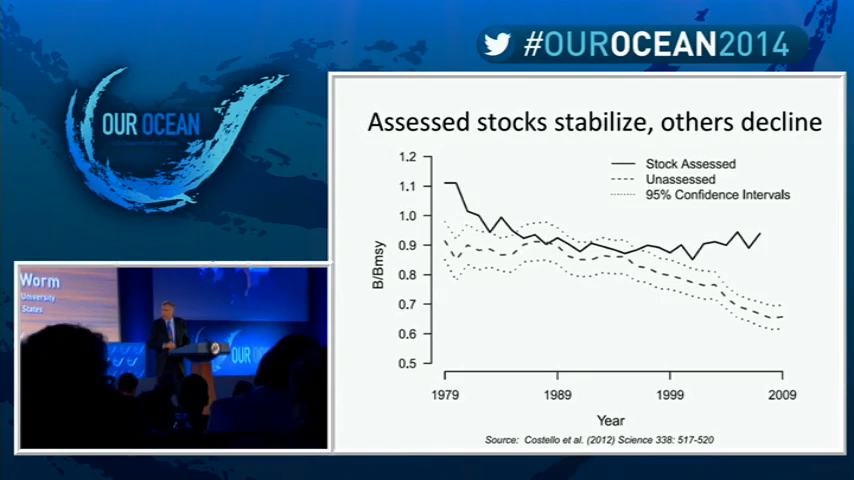 #OUROCEAN2014
OUR OCEAN
Assessed stocks stabilize, others decline
Stock Assessed
Unassessed
95% Confidence Intervals
1.2
1.1
1.0
0.9
0.8
0.7
0.6
0.5
B/Bmsy
1979
1989
1999
2009
Year
Source: Costello et al. (2012) Science 338: 517-520
Worm
University
States
OUR OCEAN